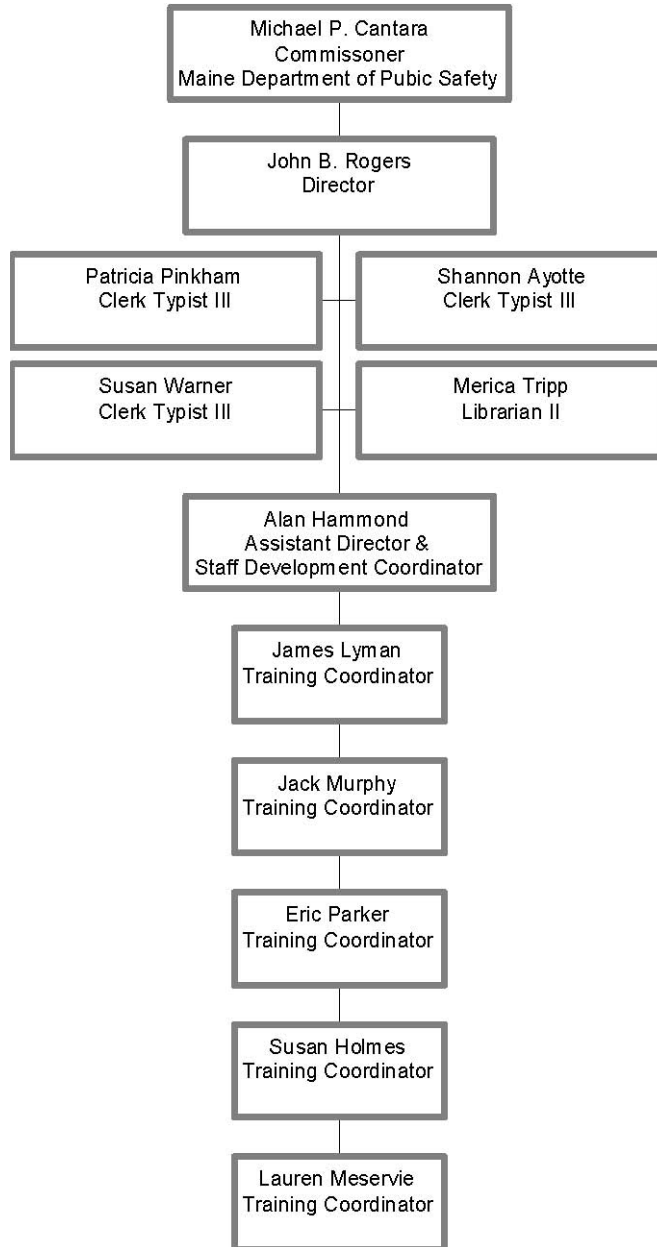 Michael P. Cantara
Commissoner
Maine Department of Pubic Safety
John B. Rogers
Director
Patricia Pinkham
Clerk Typist III
Shannon Ayotte
Clerk Typist III
Susan Warner
Clerk Typist III
Merica Tripp
Librarian II
Alan Hammond
Assistant Director &
Staff Development Coordinator
James Lyman
Training Coordinator
Jack Murphy
Training Coordinator
Eric Parker
Training Coordinator
Susan Holmes
Training Coordinator
Lauren Meservie
Training Coordinator